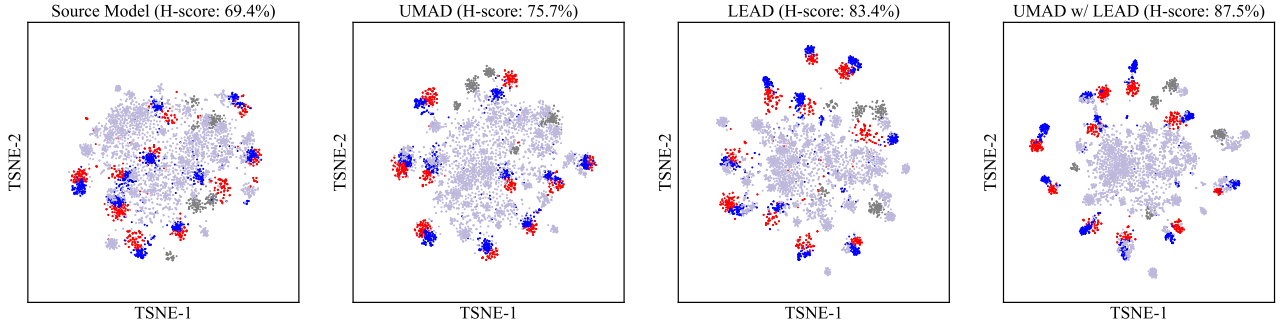 Source Model (H-score: 69.4%)
UMAD (H-score: 75.7%)
LEAD (H-score: 83.4%)
UMAD w/ LEAD (H-score: 87.5%)
TSNE-2
TSNE-2
TSNE-2
TSNE-2
TSNE-1
TSNE-1
TSNE-1
TSNE-1